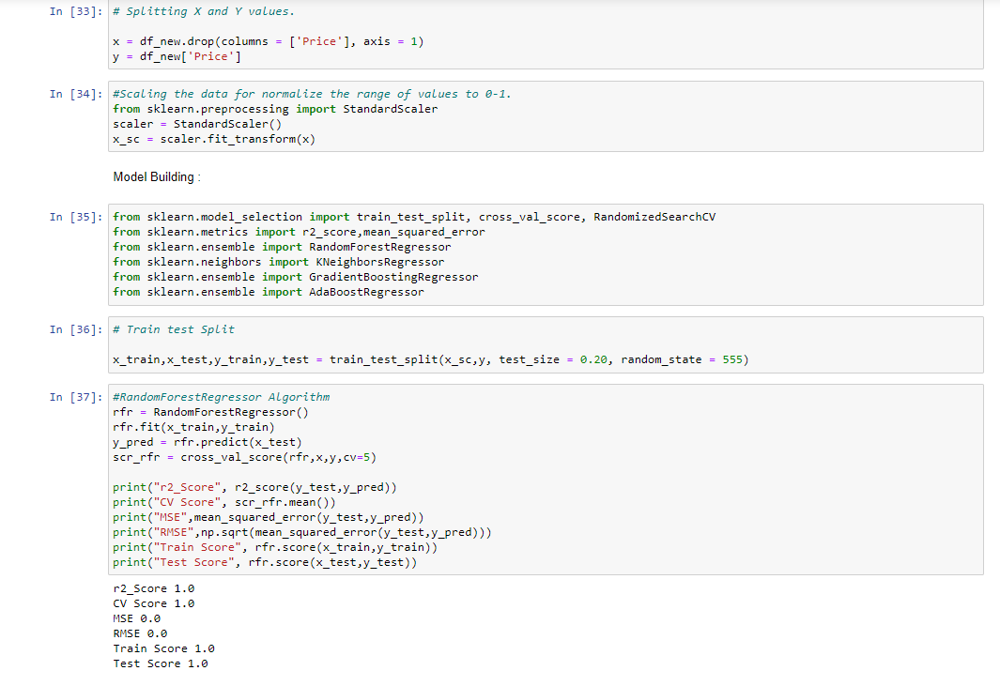 In [33]: # Splitting X and Y values.
x = df_new.drop(columns = ['Price'], axis = 1)
y = df_new['Price']
In [34]: #Scaling the data for normalize the range of values to 0-1.
from sklearn.preprocessing import StandardScaler
scaler = StandardScaler()
x_sc = scaler.fit_transform(x)
Model Building :
In [35]: from sklearn.model_selection import train_test_split, cross_val_score, RandomizedSearchCV
from sklearn.metrics import r2_score,mean_squared_error
from sklearn.ensemble import RandomForestRegressor
from sklearn.neighbors import KNeighborsRegressor
from sklearn.ensemble import GradientBoostingRegressor
from sklearn.ensemble import AdaBoostRegressor
In [36]: # Train test Split
x_train,x_test,y_train,y_test = train_test_split(x_sc,y, test_size = 0.20, random_state = 555)
In [37]: #RandomForestRegressor Algorithm
rfr = RandomForestRegressor()
rfr.fit(x_train,y_train)
y_pred = rfr.predict(x_test)
scr_rfr = cross_val_score(rfr,x,y,cv=5)
print("r2_Score", r2_score(y_test,y_pred))
print("CV Score", scr_rfr.mean())
print("MSE",mean_squared_error(y_test,y_pred))
print("RMSE",np.sqrt(mean_squared_error(y_test,y_pred)))
print("Train Score", rfr.score(x_train,y_train))
print("Test Score", rfr.score(x_test,y_test))
r2_Score 1.0
CV Score 1.0
MSE 0.0
RMSE 0.0
Train Score 1.0
Test Score 1.0